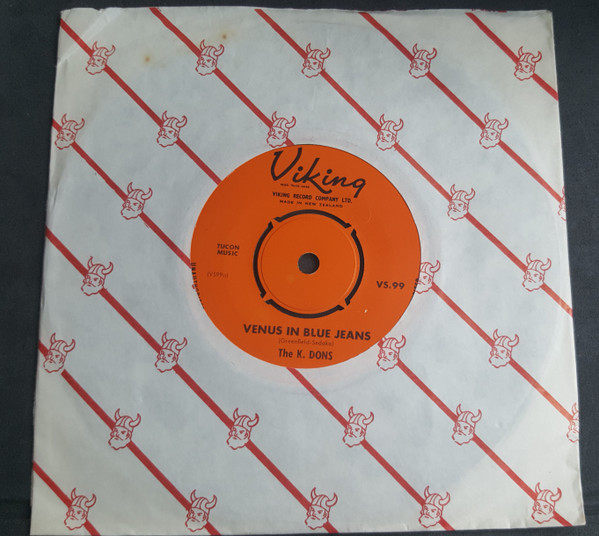 Viking
VIKING RECORD COMPANY LTD.
MADE IN NEW ZEALAND
TUCON
MUSIC
VS.99
VENUS IN BLUE JEANS
(Greenfield-Sedaka)
The K. DONS